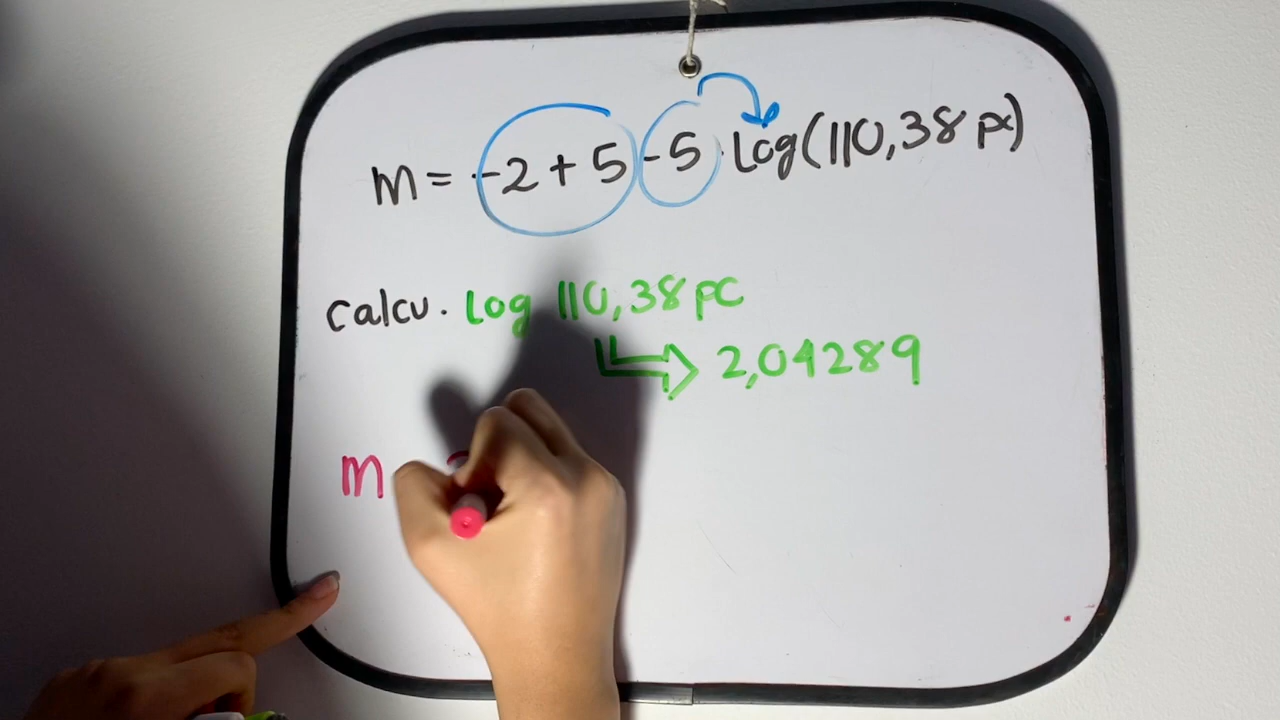 m = -2 + 5 -5 · log(110,38 pc)
calcu. log 110,38 pc
2,04289
m